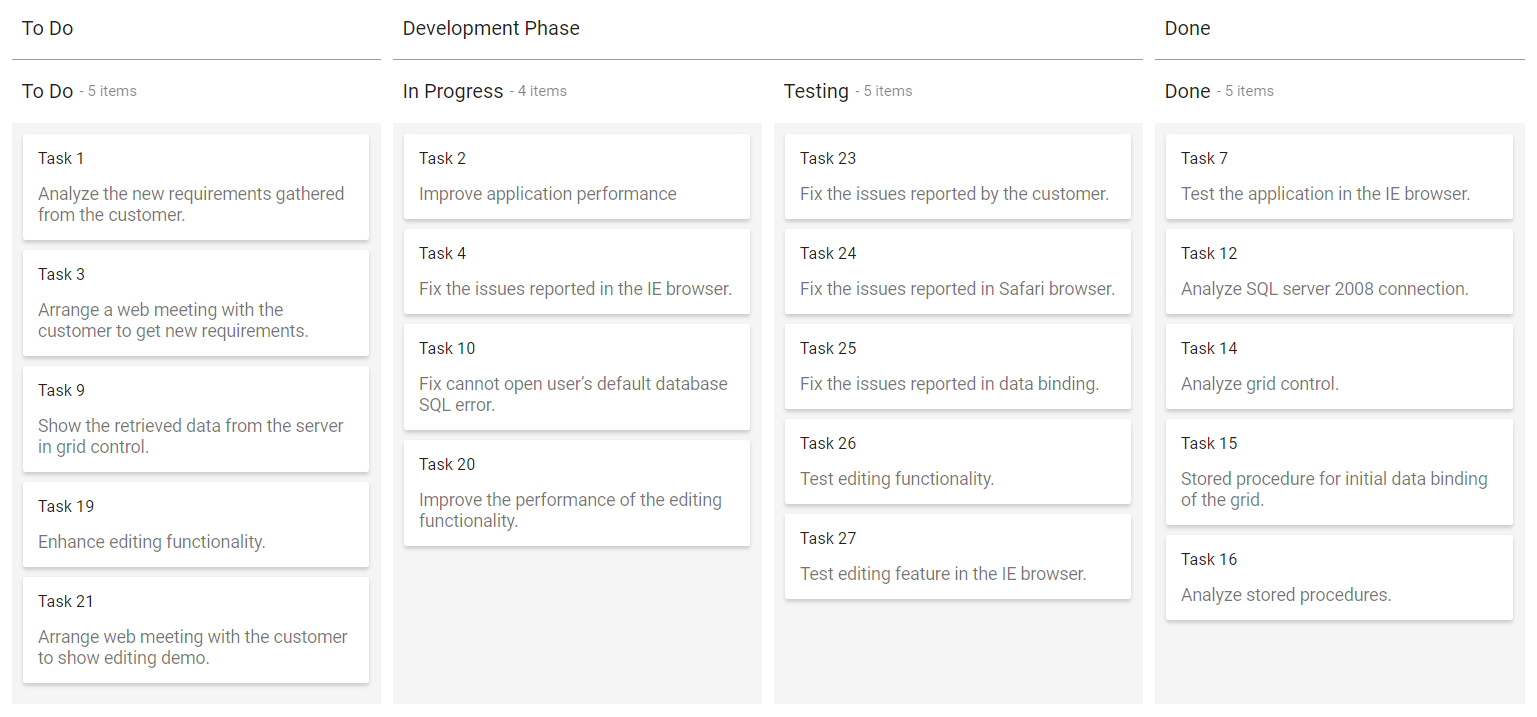 To Do
Development Phase
Done
To Do - 5 items
In Progress - 4 items
Testing - 5 items
Done - 5 items
Task 1
Analyze the new requirements gathered
from the customer.
Task 3
Arrange a web meeting with the
customer to get new requirements.
Task 9
Show the retrieved data from the server
in grid control.
Task 19
Enhance editing functionality.
Task 21
Arrange web meeting with the customer
to show editing demo.
Task 2
Improve application performance
Task 4
Fix the issues reported in the IE browser.
Task 10
Fix cannot open user’s default database
SQL error.
Task 20
Improve the performance of the editing
functionality.
Task 23
Fix the issues reported by the customer.
Task 24
Fix the issues reported in Safari browser.
Task 25
Fix the issues reported in data binding.
Task 26
Test editing functionality.
Task 27
Test editing feature in the IE browser.
Task 7
Test the application in the IE browser.
Task 12
Analyze SQL server 2008 connection.
Task 14
Analyze grid control.
Task 15
Stored procedure for initial data binding
of the grid.
Task 16
Analyze stored procedures.